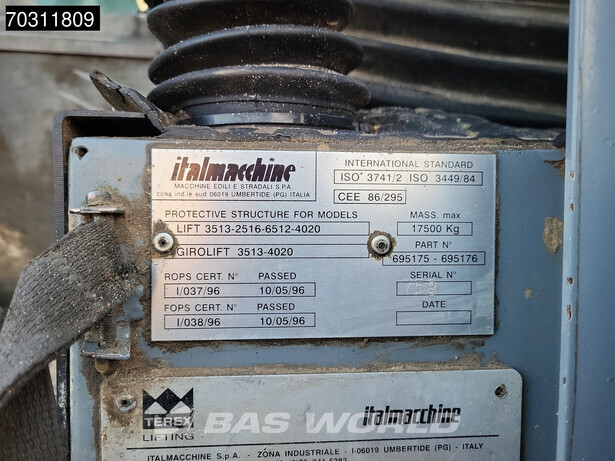 70311809
italmacchine
MACCHINE EDILI E STRADALI S.P.A.
zona ind.le sud 06019 UMBERTIDE (PG) ITALIA
INTERNATIONAL STANDARD
ISO* 3741/2 ISO 3449/84
CEE 86/295
PROTECTIVE STRUCTURE FOR MODELS
LIFT 3513-2516-6512-4020
GIROLIFT 3513-4020
MASS. max
17500 Kg
PART N°
695175 - 695176
ROPS CERT. N° PASSED
I/037/96 10/05/96
FOPS CERT. N° PASSED
I/038/96 10/05/96
SERIAL N°
DATE
TEREX
LIFTING
italmacchine
BAS WORLD
ITALMACCHINE S.p.A. - ZONA INDUSTRIALE - I-06019 UMBERTIDE (PG) - ITALY